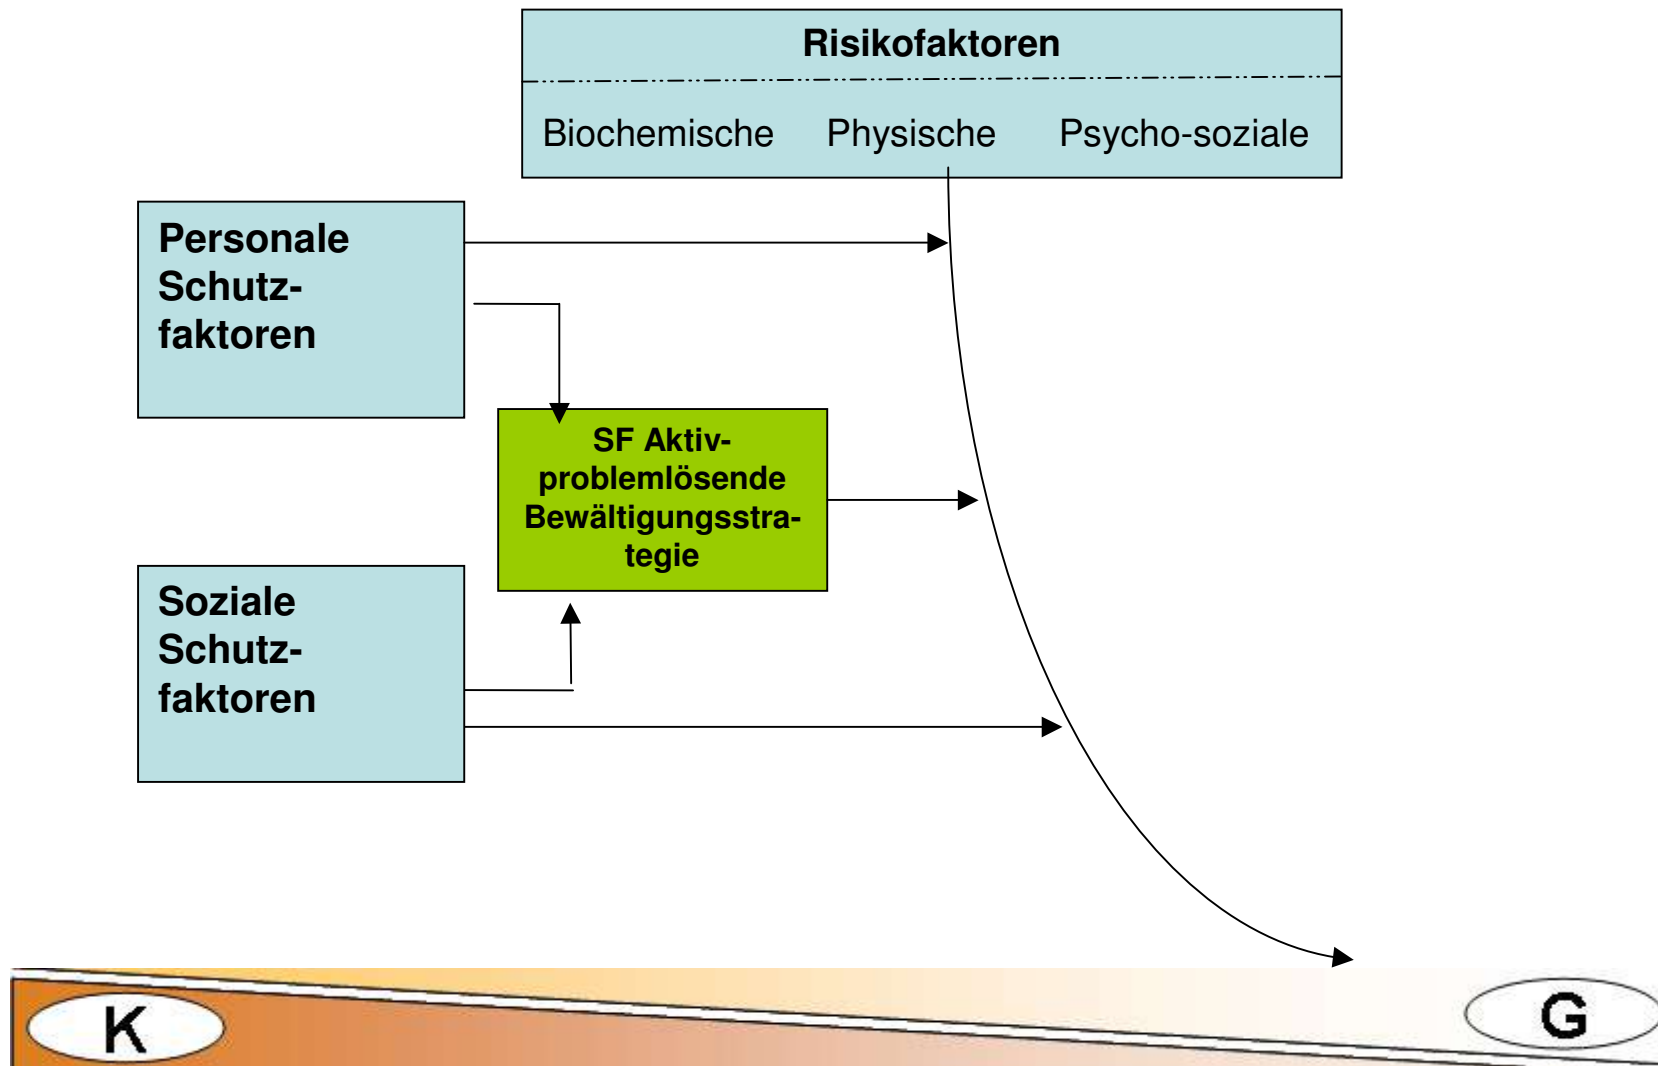 Risikofaktoren
Biochemische Physische Psycho-soziale
Personale
Schutz-
faktoren
SF Aktiv-
problemlösende
Bewältigungsstra-
tegie
Soziale
Schutz-
faktoren
K
G